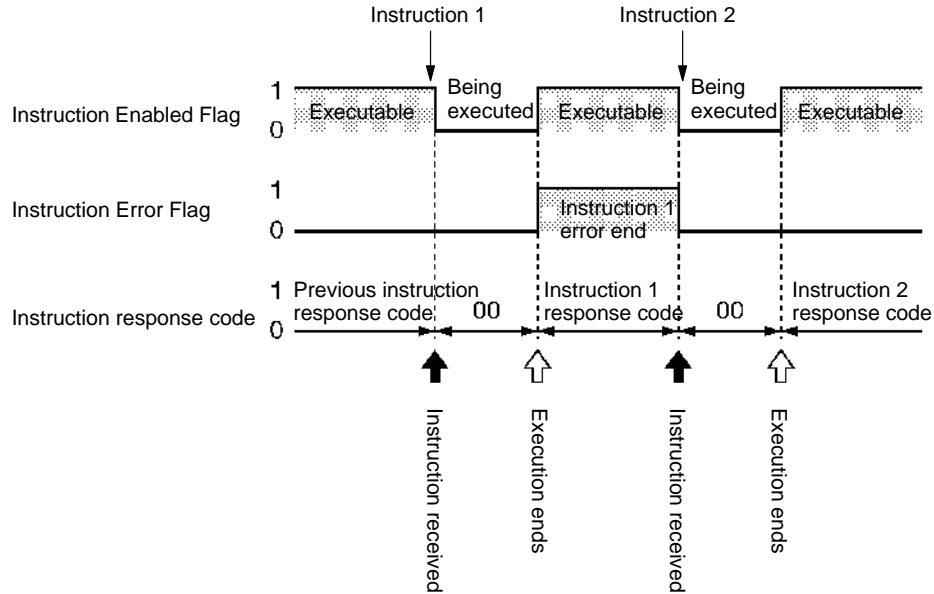 Instruction 1
Instruction 2
Instruction Enabled Flag
1
0
Executable
Being
executed
Executable
Being
executed
Executable
Instruction Error Flag
1
0
Instruction 1
error end
Instruction response code
1
0
Previous instruction
response code
00
Instruction 1
response code
00
Instruction 2
response code
Instruction received
Execution ends
Instruction received
Execution ends